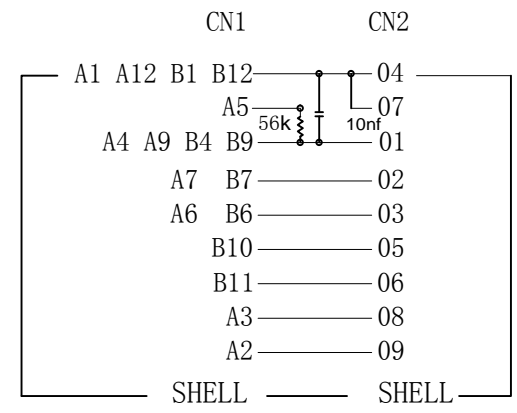 CN1 CN2
A1 A12 B1 B12 04
A5 07
56k 10nf
A4 A9 B4 B9 01
A7 B7 02
A6 B6 03
B10 05
B11 06
A3 08
A2 09
SHELL SHELL